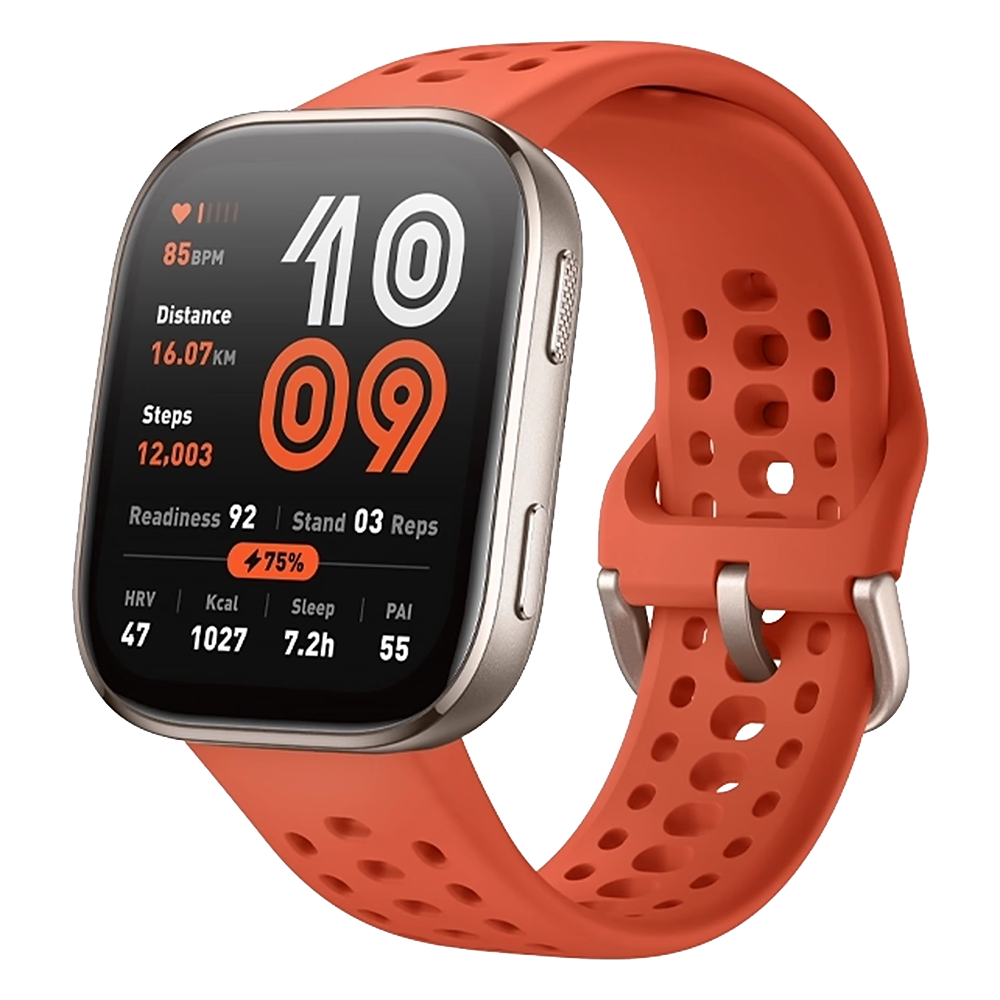 10
85BPM
09
Distance
16.07KM
Steps
12,003
Readiness 92 | Stand 03 Reps
75%
HRV | Kcal | Sleep | PAI
47 1027 7.2h 55